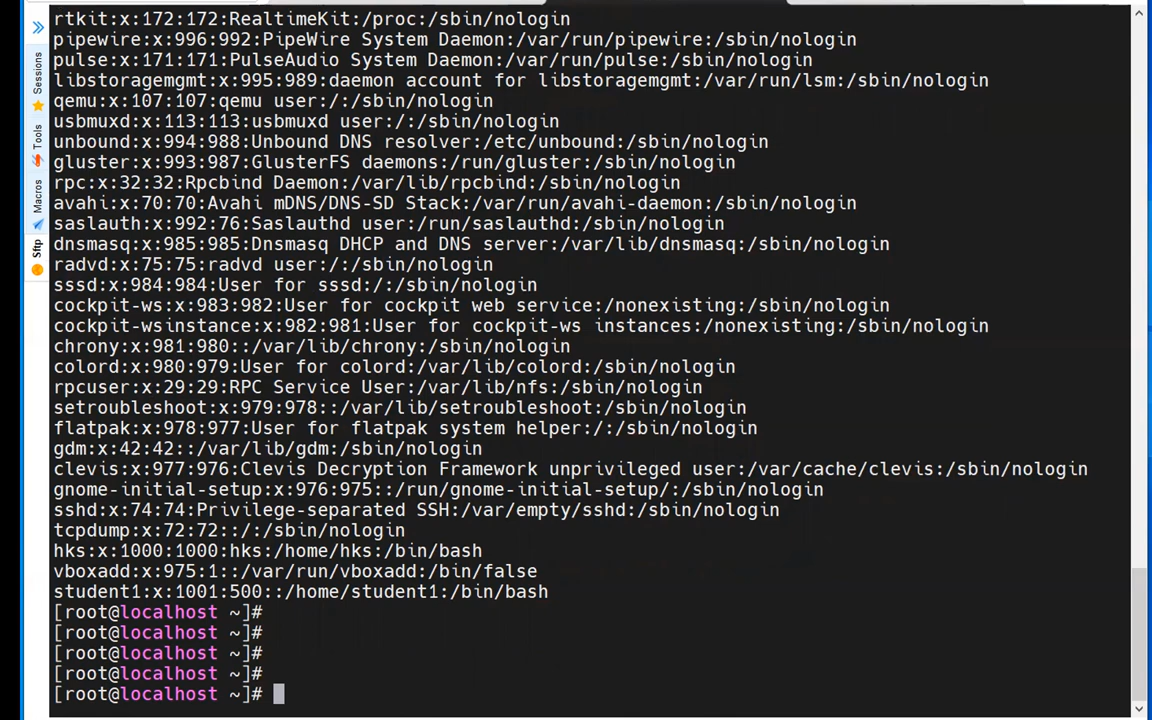 rtkit:x:172:172:RealtimeKit:/proc:/sbin/nologin
pipewire:x:996:992:PipeWire System Daemon:/var/run/pipewire:/sbin/nologin
pulse:x:171:171:PulseAudio System Daemon:/var/run/pulse:/sbin/nologin
libstoragemgmt:x:995:989:daemon account for libstoragemgmt:/var/run/lsm:/sbin/nologin
qemu:x:107:107:qemu user:/:/sbin/nologin
usbmuxd:x:113:113:usbmuxd user:/:/sbin/nologin
unbound:x:994:988:Unbound DNS resolver:/etc/unbound:/sbin/nologin
gluster:x:993:987:GlusterFS daemons:/run/gluster:/sbin/nologin
rpc:x:32:32:Rpcbind Daemon:/var/lib/rpcbind:/sbin/nologin
avahi:x:70:70:Avahi mDNS/DNS-SD Stack:/var/run/avahi-daemon:/sbin/nologin
saslauth:x:992:76:Saslauthd user:/run/saslauthd:/sbin/nologin
dnsmasq:x:985:985:Dnsmasq DHCP and DNS server:/var/lib/dnsmasq:/sbin/nologin
radvd:x:75:75:radvd user:/:/sbin/nologin
sssd:x:984:984:User for sssd:/:/sbin/nologin
cockpit-ws:x:983:982:User for cockpit web service:/nonexisting:/sbin/nologin
cockpit-wsinstance:x:982:981:User for cockpit-ws instances:/nonexisting:/sbin/nologin
chrony:x:981:980::/var/lib/chrony:/sbin/nologin
colord:x:980:979:User for colord:/var/lib/colord:/sbin/nologin
rpcuser:x:29:29:RPC Service User:/var/lib/nfs:/sbin/nologin
setroubleshoot:x:979:978::/var/lib/setroubleshoot:/sbin/nologin
flatpak:x:978:977:User for flatpak system helper:/:/sbin/nologin
gdm:x:42:42::/var/lib/gdm:/sbin/nologin
clevis:x:977:976:Clevis Decryption Framework unprivileged user:/var/cache/clevis:/sbin/nologin
gnome-initial-setup:x:976:975::/run/gnome-initial-setup/:/sbin/nologin
sshd:x:74:74:Privilege-separated SSH:/var/empty/sshd:/sbin/nologin
tcpdump:x:72:72::/:/sbin/nologin
hks:x:1000:1000:hks:/home/hks:/bin/bash
vboxadd:x:975:1::/var/run/vboxadd:/bin/false
student1:x:1001:500::/home/student1:/bin/bash
[root@localhost ~]#
[root@localhost ~]#
[root@localhost ~]#
[root@localhost ~]#
[root@localhost ~]#
Sessions
Tools
Macros
Sftp